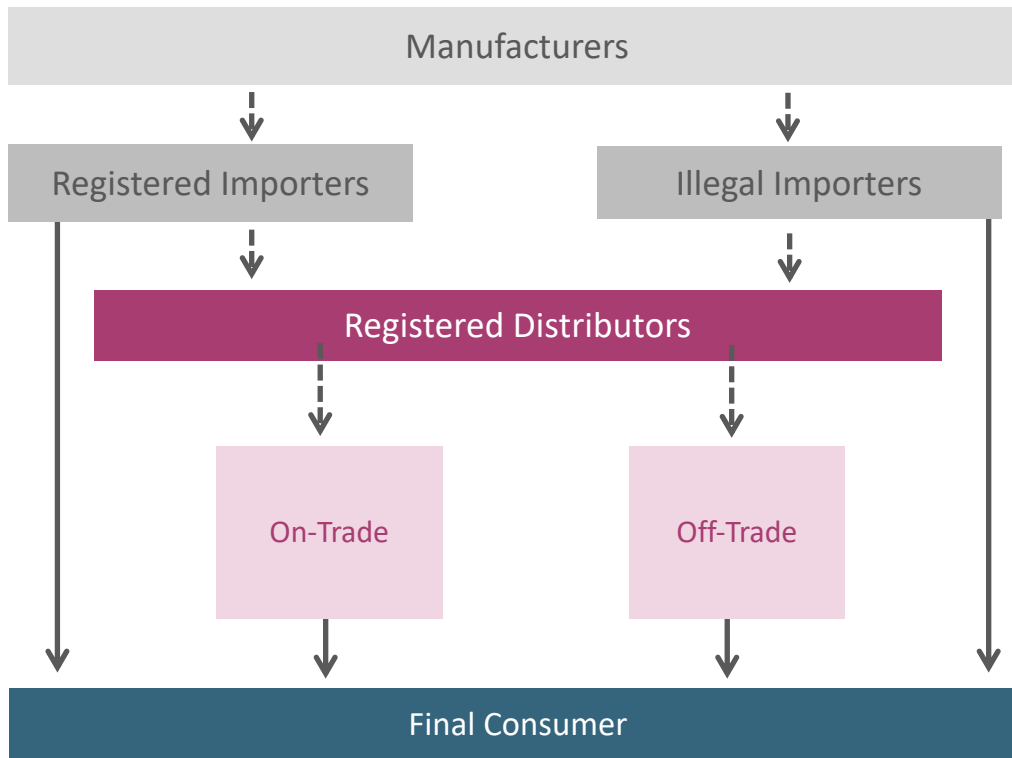 Manufacturers
Registered Importers
Illegal Importers
Registered Distributors
On-Trade
Off-Trade
Final Consumer